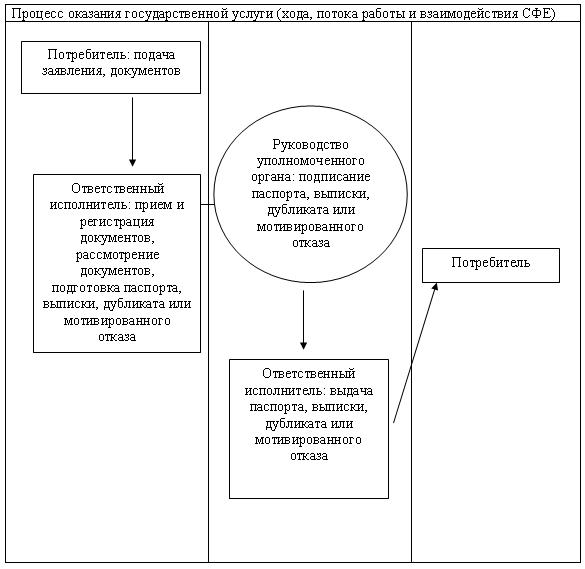 Процесс оказания государственной услуги (хода, потока работы и взаимодействия СФЕ)
Потребитель: подача
заявления, документов
Ответственный
исполнитель: прием и
регистрация
документов,
рассмотрение
документов,
подготовка паспорта,
выписки, дубликата или
мотивированного
отказа
Руководство
уполномоченного
органа: подписание
паспорта, выписки,
дубликата или
мотивированного
отказа
Ответственный
исполнитель: выдача
паспорта, выписки,
дубликата или
мотивированного
отказа
Потребитель